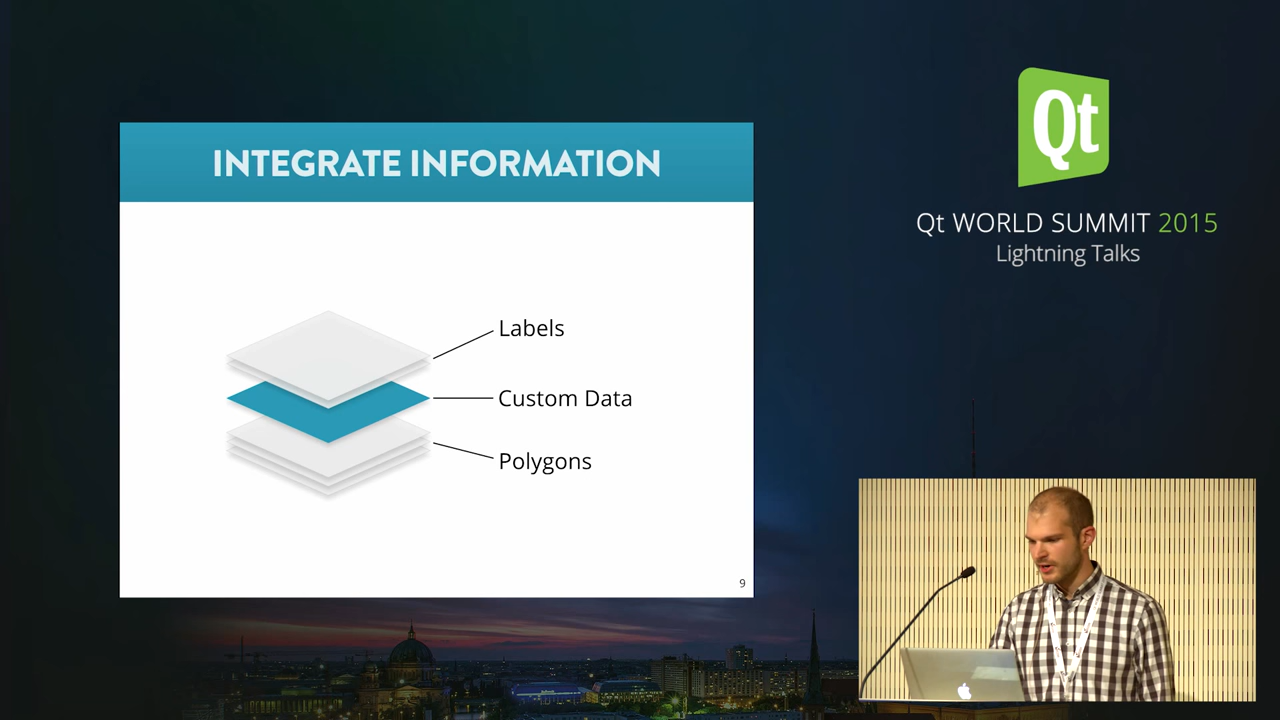 INTEGRATE INFORMATION
Labels
Custom Data
Polygons
9
Qt
Qt WORLD SUMMIT 2015
Lightning Talks